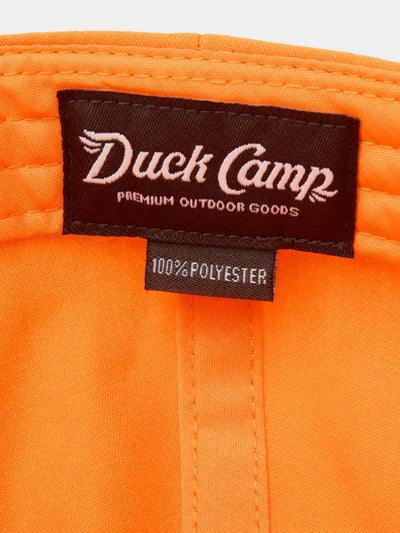 Duck Camp
PREMIUM OUTDOOR GOODS
100% POLYESTER